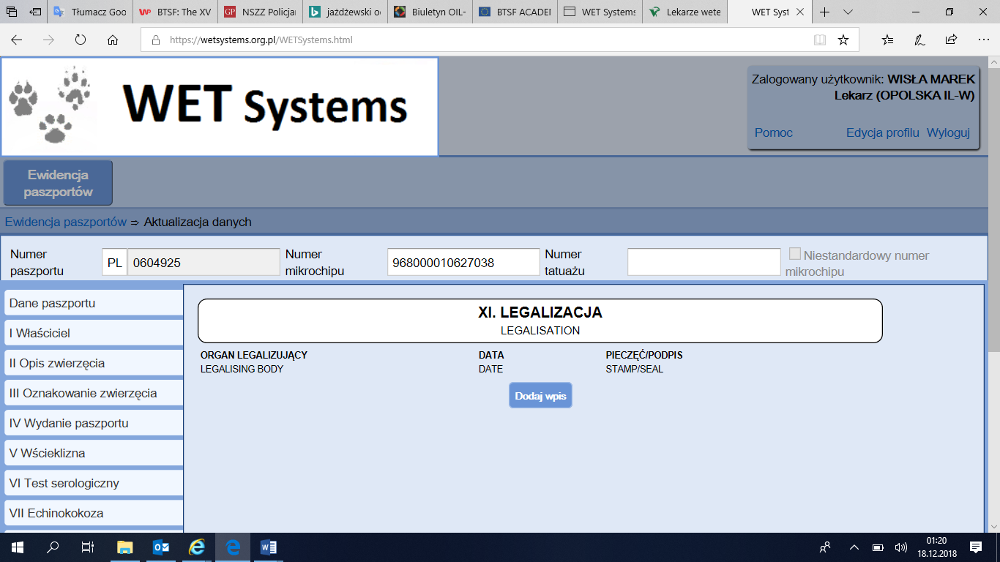 Tłumacz Goo
BTSF: The XV
NSZZ Policjan
jażdżewski o
Biuletyn OIL-
BTSF ACADEM
WET Systems
Lekarze wete
WET Syst
https://wetsystems.org.pl/WETSystems.html
WET Systems
Zalogowany użytkownik: WISŁA MAREK
Lekarz (OPOLSKA IL-W)
Pomoc
Edycja profilu
Wyloguj
Ewidencja
paszportów
Ewidencja paszportów ⇒ Aktualizacja danych
Numer
paszportu
PL
0604925
Numer
mikrochipu
968000010627038
Numer
tatuażu
Niestandardowy numer
mikrochipu
Dane paszportu
I Właściciel
II Opis zwierzęcia
III Oznakowanie zwierzęcia
IV Wydanie paszportu
V Wścieklizna
VI Test serologiczny
VII Echinokokoza
XI. LEGALIZACJA
LEGALISATION
ORGAN LEGALIZUJĄCY
LEGALISING BODY
DATA
DATE
PIECZĘĆ/PODPIS
STAMP/SEAL
Dodaj wpis
01:20
18.12.2018